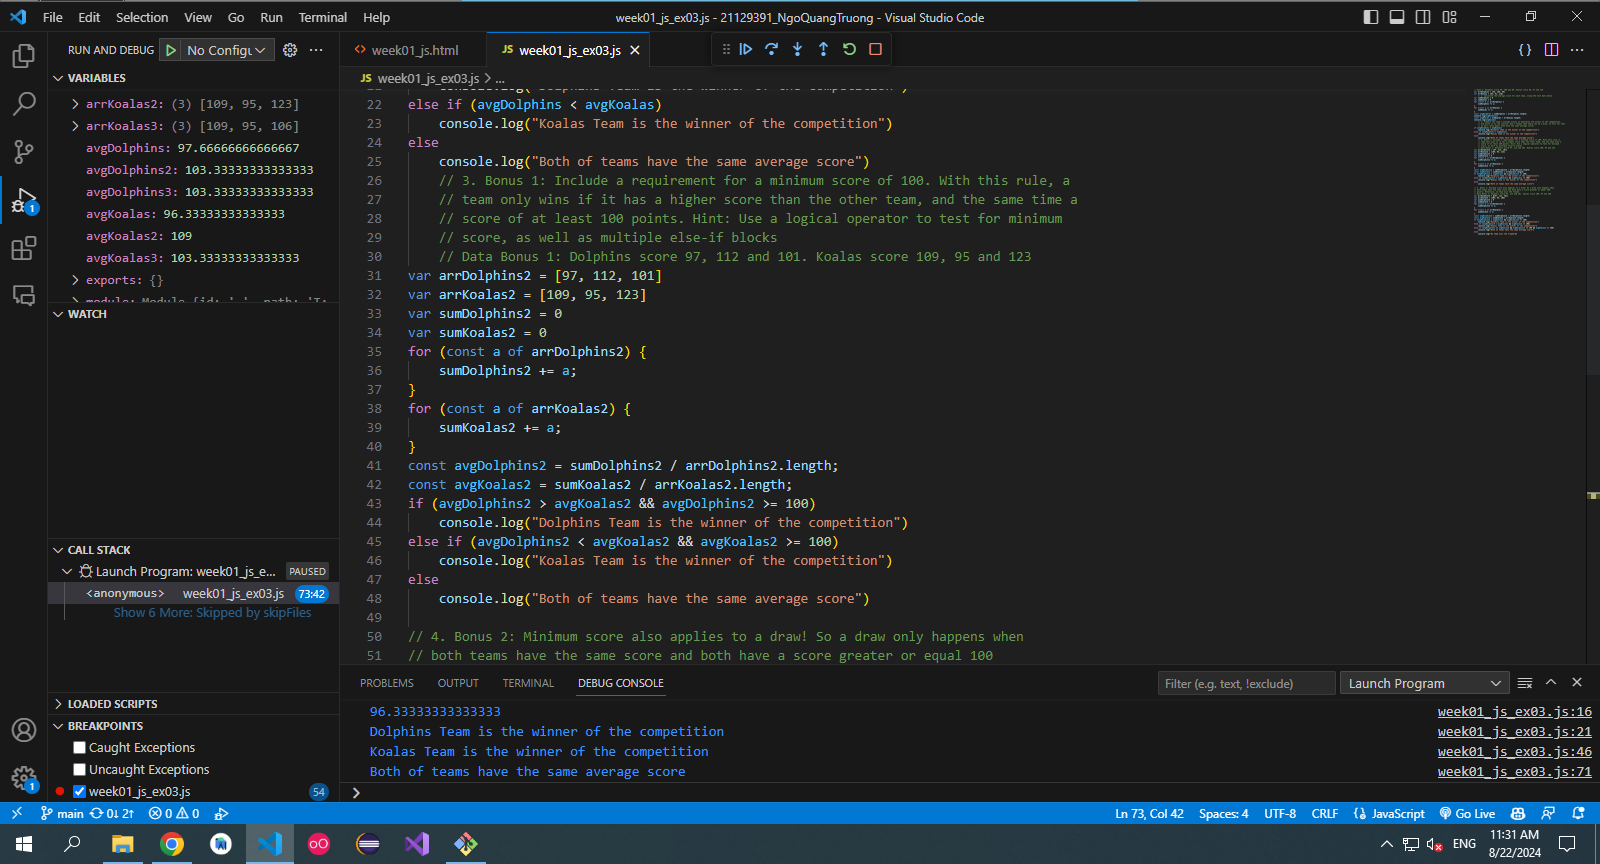 File Edit Selection View Go Run Terminal Help
week01_js_ex03.js - 21129391_NgoQuangTruong - Visual Studio Code
RUN AND DEBUG No Configu
VARIABLES
arrKoalas2: (3) [109, 95, 123]
arrKoalas3: (3) [109, 95, 106]
avgDolphins: 97.66666666666667
avgDolphins2: 103.33333333333333
avgDolphins3: 103.33333333333333
avgKoalas: 96.33333333333333
avgKoalas2: 109
avgKoalas3: 103.33333333333333
exports: {}
module: Module {id: '.', path: 'T:
WATCH
CALL STACK
Launch Program: week01_js_e... PAUSED
<anonymous> week01_js_ex03.js 73:42
Show 6 More: Skipped by skipFiles
LOADED SCRIPTS
BREAKPOINTS
Caught Exceptions
Uncaught Exceptions
week01_js_ex03.js 54
week01_js.html
JS week01_js_ex03.js
JS week01_js_ex03.js > ...
22 else if (avgDolphins < avgKoalas)
23 console.log("Koalas Team is the winner of the competition")
24 else
25 console.log("Both of teams have the same average score")
26 // 3. Bonus 1: Include a requirement for a minimum score of 100. With this rule, a
27 // team only wins if it has a higher score than the other team, and the same time a
28 // score of at least 100 points. Hint: Use a logical operator to test for minimum
29 // score, as well as multiple else-if blocks
30 // Data Bonus 1: Dolphins score 97, 112 and 101. Koalas score 109, 95 and 123
31 var arrDolphins2 = [97, 112, 101]
32 var arrKoalas2 = [109, 95, 123]
33 var sumDolphins2 = 0
34 var sumKoalas2 = 0
35 for (const a of arrDolphins2) {
36 sumDolphins2 += a;
37 }
38 for (const a of arrKoalas2) {
39 sumKoalas2 += a;
40 }
41 const avgDolphins2 = sumDolphins2 / arrDolphins2.length;
42 const avgKoalas2 = sumKoalas2 / arrKoalas2.length;
43 if (avgDolphins2 > avgKoalas2 && avgDolphins2 >= 100)
44 console.log("Dolphins Team is the winner of the competition")
45 else if (avgDolphins2 < avgKoalas2 && avgKoalas2 >= 100)
46 console.log("Koalas Team is the winner of the competition")
47 else
48 console.log("Both of teams have the same average score")
49
50 // 4. Bonus 2: Minimum score also applies to a draw! So a draw only happens when
51 // both teams have the same score and both have a score greater or equal 100
PROBLEMS OUTPUT TERMINAL DEBUG CONSOLE
Filter (e.g. text, !exclude) Launch Program
96.33333333333333 week01_js_ex03.js:16
Dolphins Team is the winner of the competition week01_js_ex03.js:21
Koalas Team is the winner of the competition week01_js_ex03.js:46
Both of teams have the same average score week01_js_ex03.js:71
main 0↓ 2↑ 0 0
Ln 73, Col 42 Spaces: 4 UTF-8 CRLF {} JavaScript Go Live
ENG 11:31 AM
8/22/2024